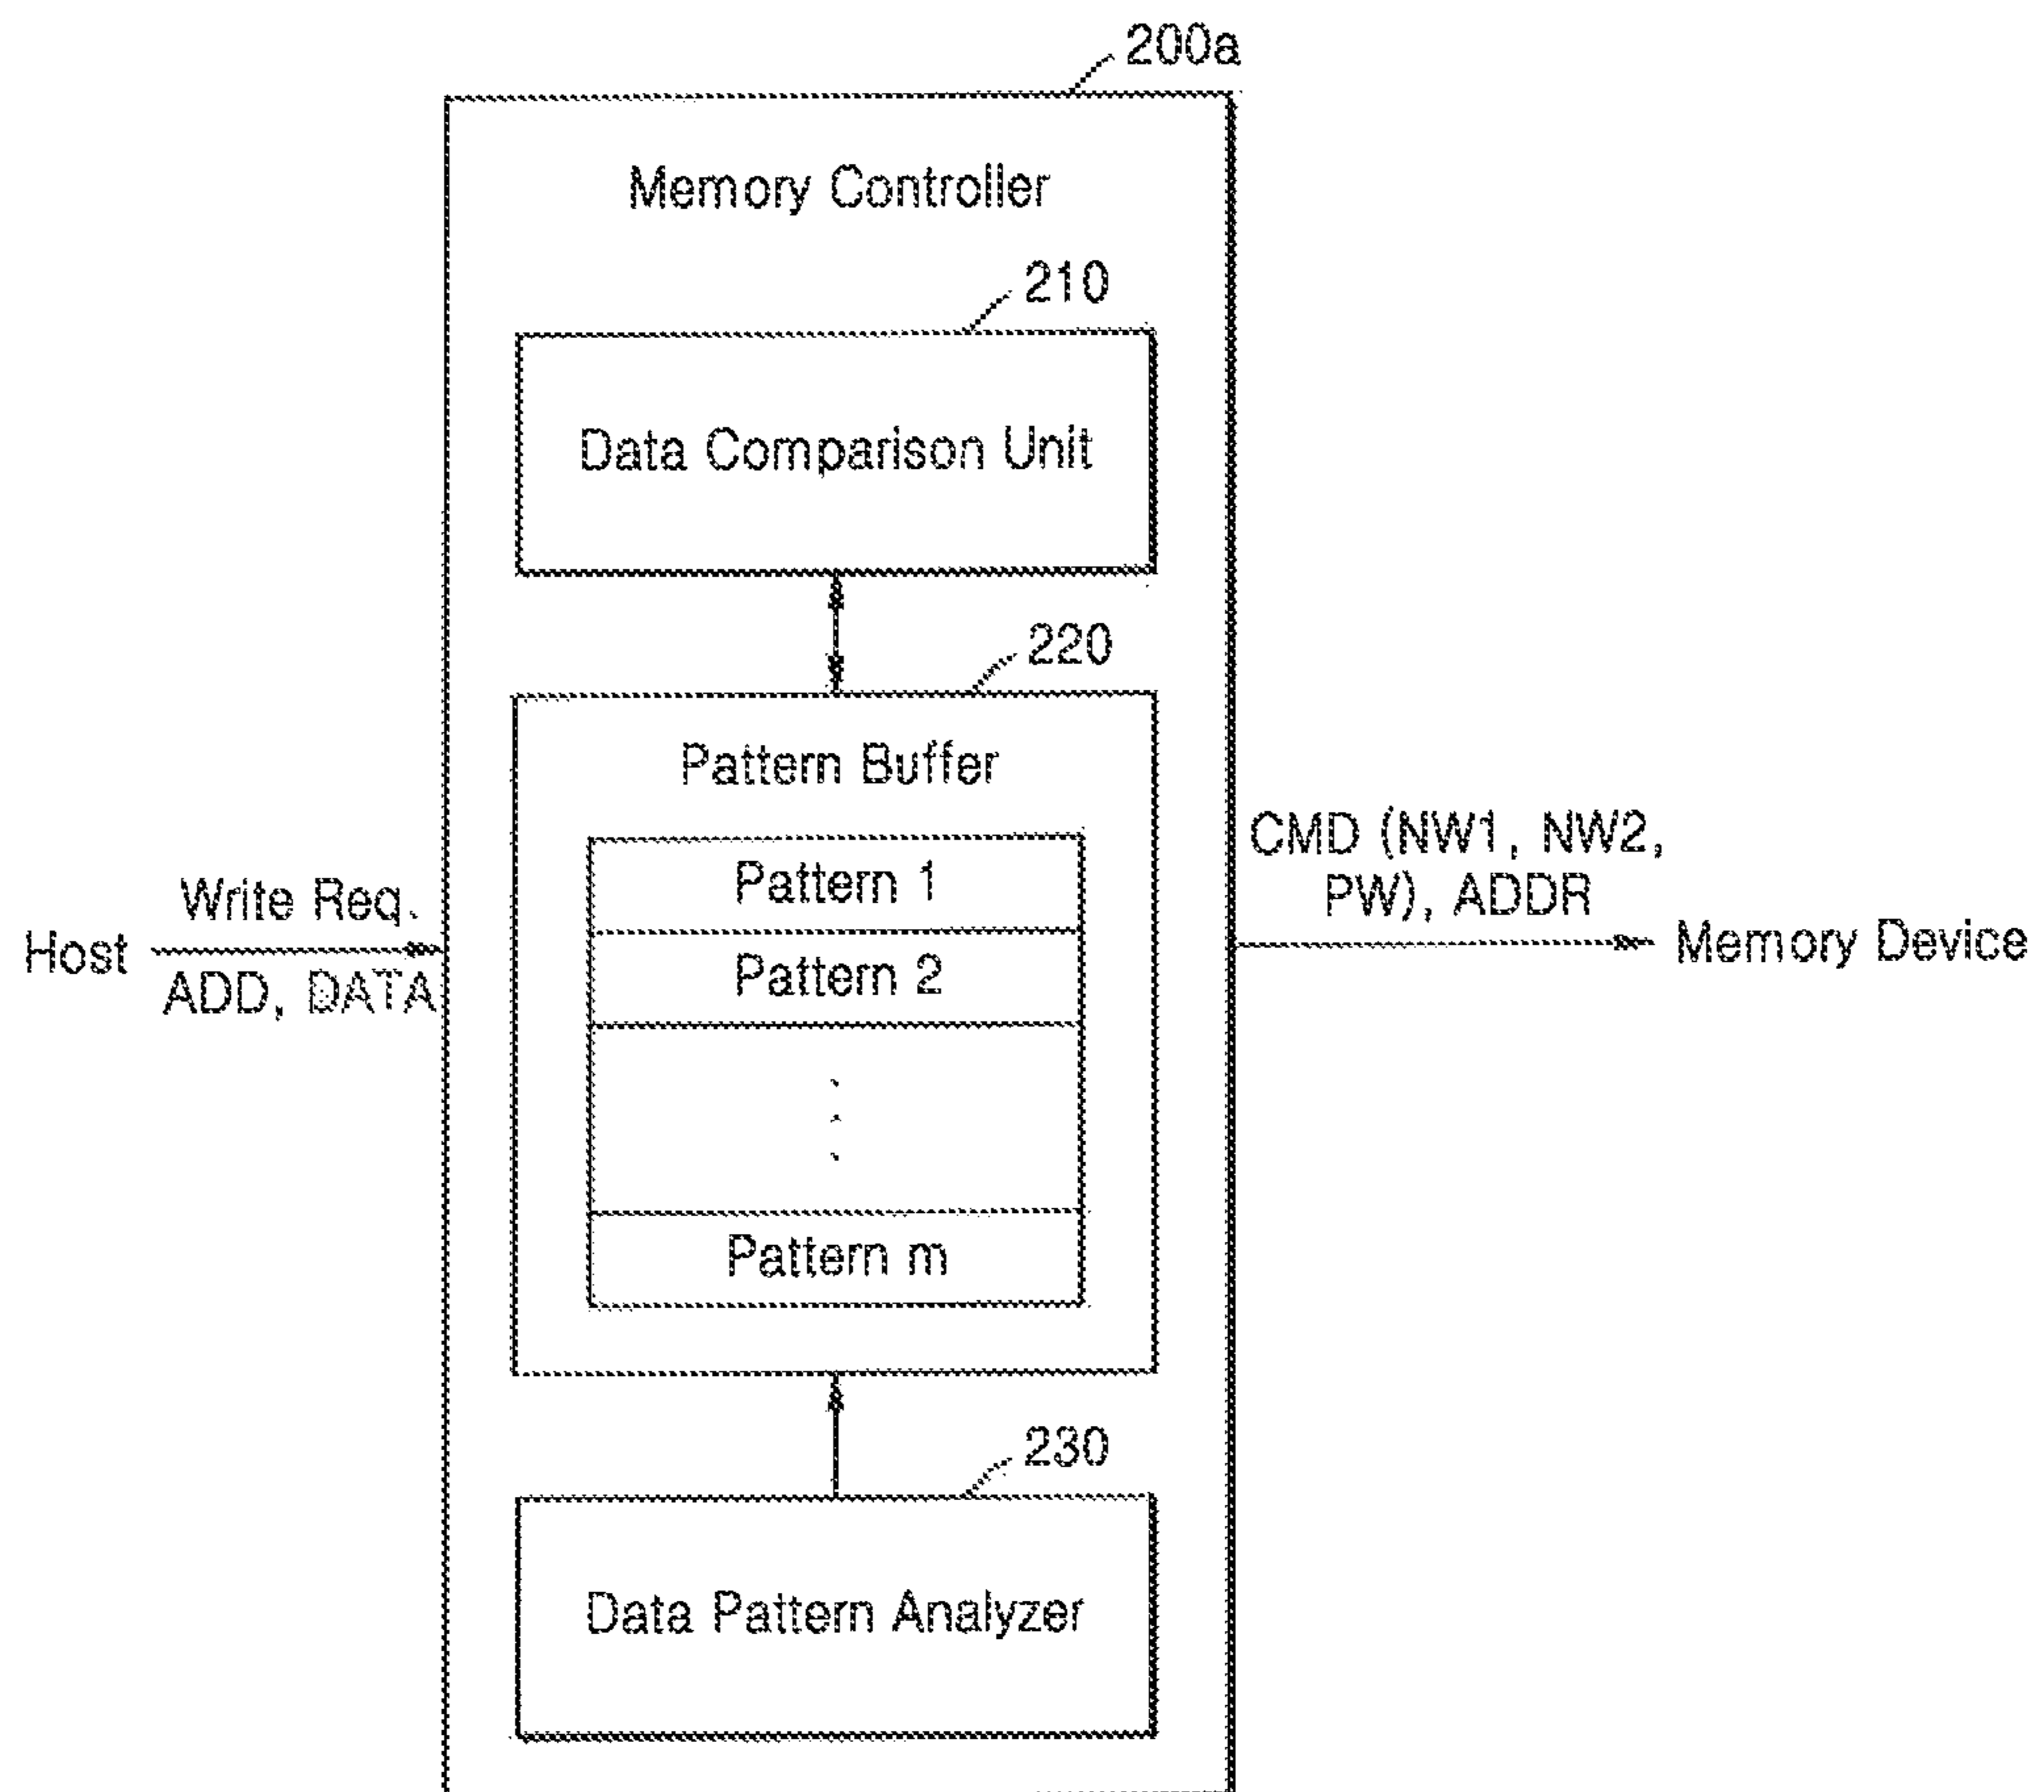 200a
Memory Controller
210
Data Comparison Unit
220
Pattern Buffer
Pattern 1
Pattern 2
Pattern m
Host
Write Req.
ADD, DATA
CMD (NW1, NW2,
PW), ADDR
Memory Device
230
Data Pattern Analyzer